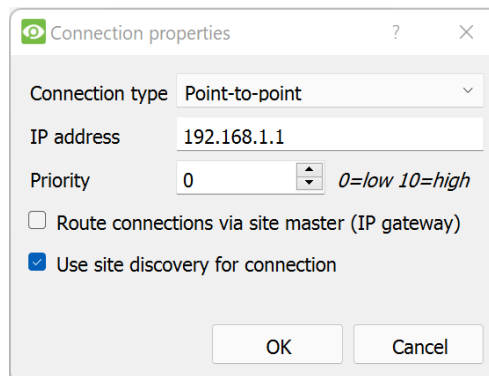 Connection properties ?
Connection type Point-to-point
IP address 192.168.1.1
Priority 0 0=low 10=high
Route connections via site master (IP gateway)
Use site discovery for connection
OK Cancel